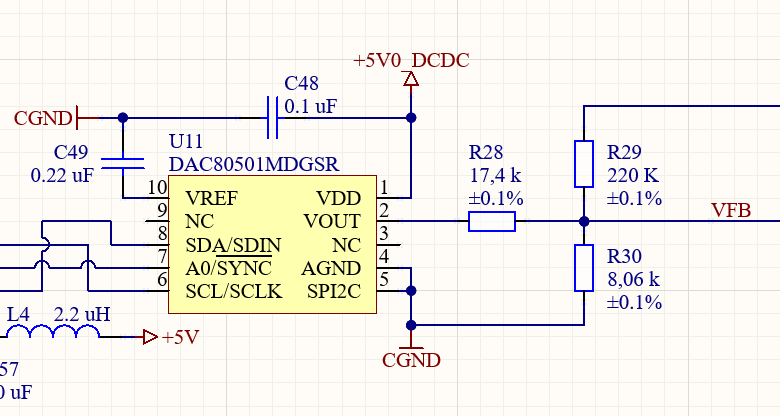 +5V0_DCDC
C48
0.1 uF
CGND
U11
DAC80501MDGSR
C49
0.22 uF
R28
17,4 k
±0.1%
R29
220 K
±0.1%
10 VREF VDD 1
9 NC VOUT 2
8 SDA/SDIN NC 3
7 A0/SYNC AGND 4
6 SCL/SCLK SPI2C 5
VFB
R30
8,06 k
±0.1%
L4 2.2 uH
+5V
CGND
57
0 uF